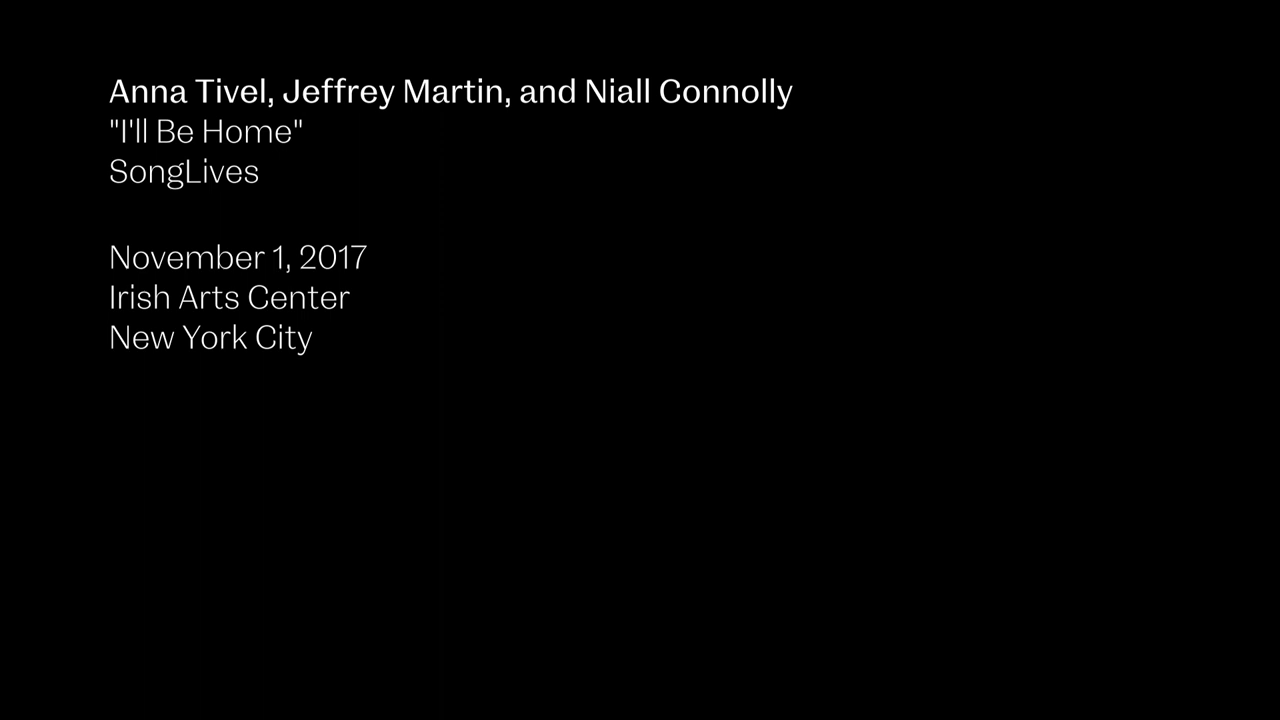 Anna Tivel, Jeffrey Martin, and Niall Connolly
"I'll Be Home"
SongLives
November 1, 2017
Irish Arts Center
New York City